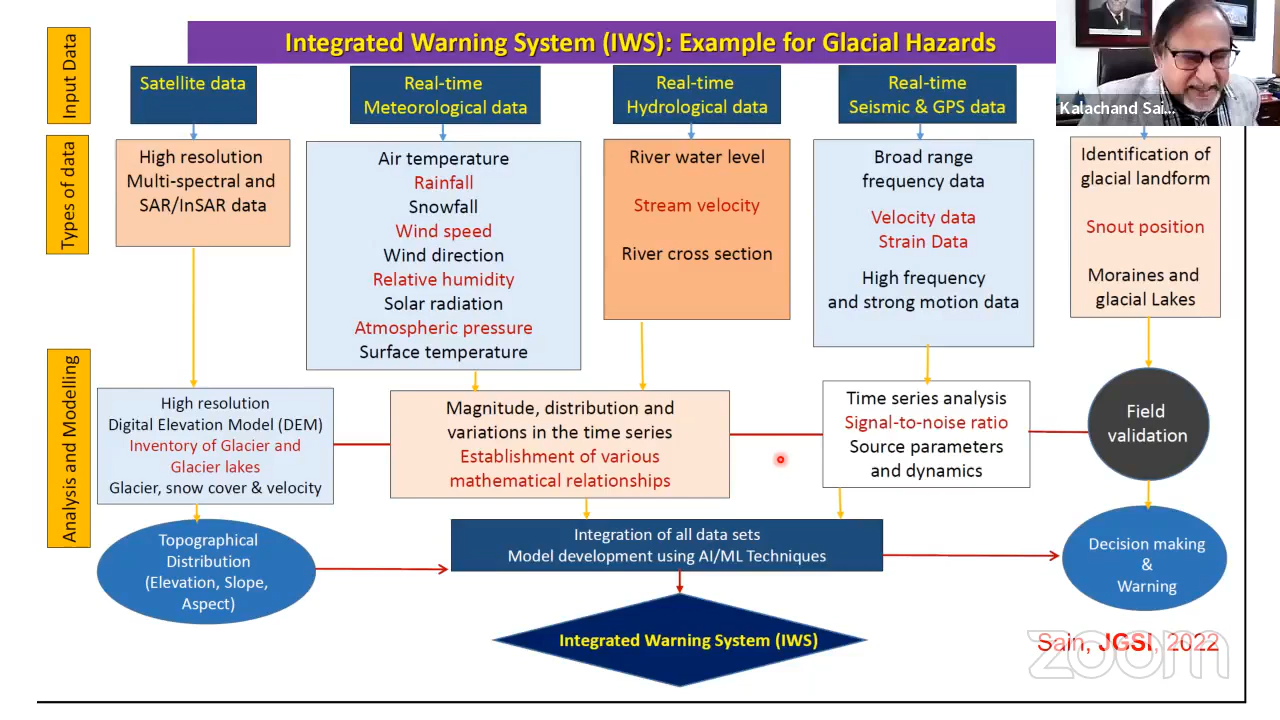 Integrated Warning System (IWS): Example for Glacial Hazards
Input Data
Satellite data
Real-time
Meteorological data
Real-time
Hydrological data
Real-time
Seismic & GPS data
Kalachand Sai...
Types of data
High resolution
Multi-spectral and
SAR/InSAR data
Air temperature
Rainfall
Snowfall
Wind speed
Wind direction
Relative humidity
Solar radiation
Atmospheric pressure
Surface temperature
River water level
Stream velocity
River cross section
Broad range
frequency data
Velocity data
Strain Data
High frequency
and strong motion data
Identification of
glacial landform
Snout position
Moraines and
glacial Lakes
Analysis and Modelling
High resolution
Digital Elevation Model (DEM)
Inventory of Glacier and
Glacier lakes
Glacier, snow cover & velocity
Magnitude, distribution and
variations in the time series
Establishment of various
mathematical relationships
Time series analysis
Signal-to-noise ratio
Source parameters
and dynamics
Field
validation
Topographical
Distribution
(Elevation, Slope,
Aspect)
Integration of all data sets
Model development using AI/ML Techniques
Decision making
&
Warning
Integrated Warning System (IWS)
Sain, JGSI, 2022
zoom